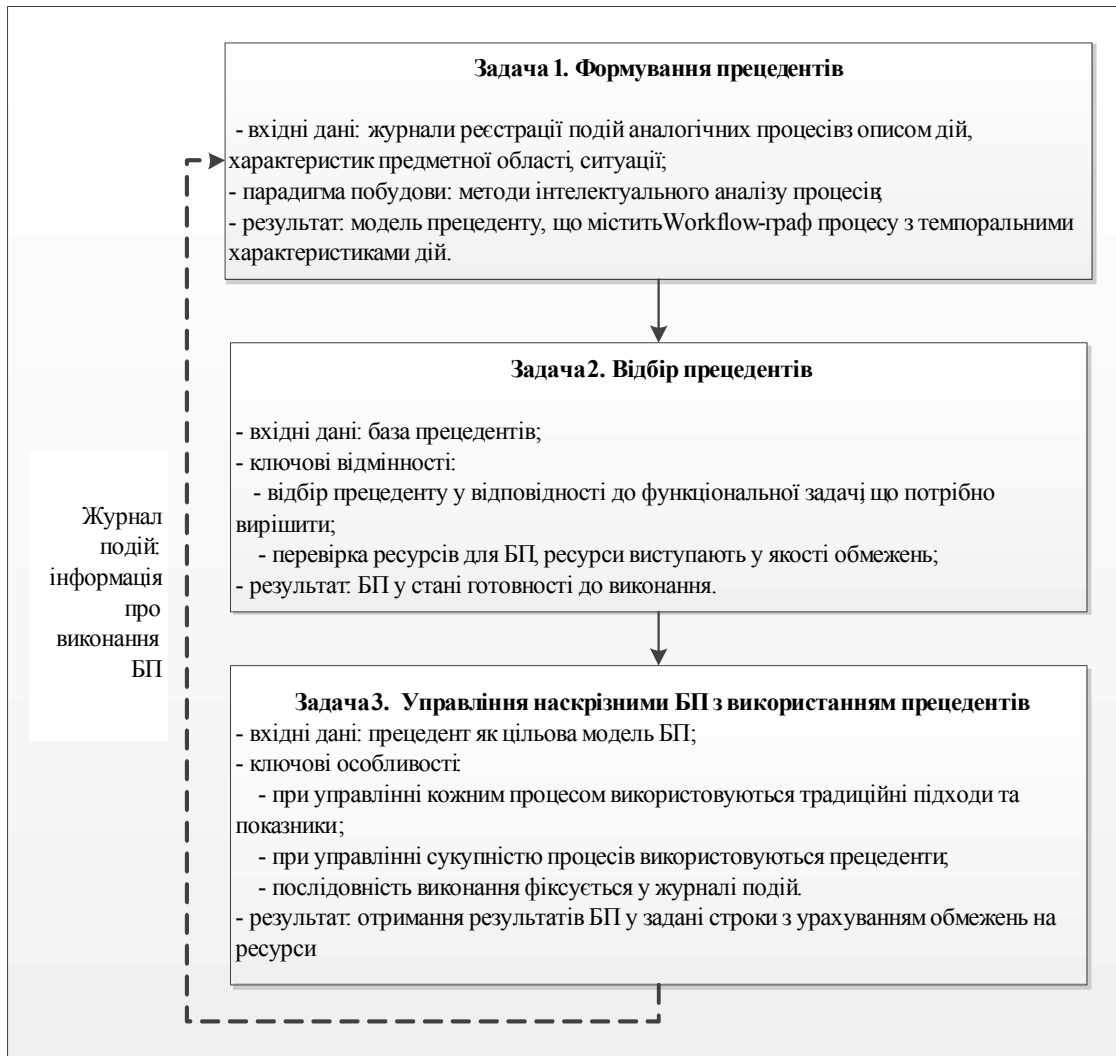 Задача 1. Формування прецедентів
- вхідні дані: журнали реєстрації подій аналогічних процесівз описом дій,
характеристик предметної області, ситуації;
- парадигма побудови: методи інтелектуального аналізу процесів;
- результат: модель прецеденту, що міститьWorkflow-граф процесу з темпоральними
характеристиками дій.
Задача 2. Відбір прецедентів
- вхідні дані: база прецедентів;
- ключові відмінності:
- відбір прецеденту у відповідності до функціональної задачі, що потрібно
вирішити;
- перевірка ресурсів для БП, ресурси виступають у якості обмежень;
- результат: БП у стані готовності до виконання.
Журнал
подій:
інформація
про
виконання
БП
Задача 3. Управління наскрізними БП з використанням прецедентів
- вхідні дані: прецедент як цільова модель БП;
- ключові особливості:
- при управлінні кожним процесом використовуються традиційні підходи та
показники;
- при управлінні сукупністю процесів використовуються прецеденти;
- послідовність виконання фіксується у журналі подій.
- результат: отримання результатів БП у задані строки з урахуванням обмежень на
ресурси